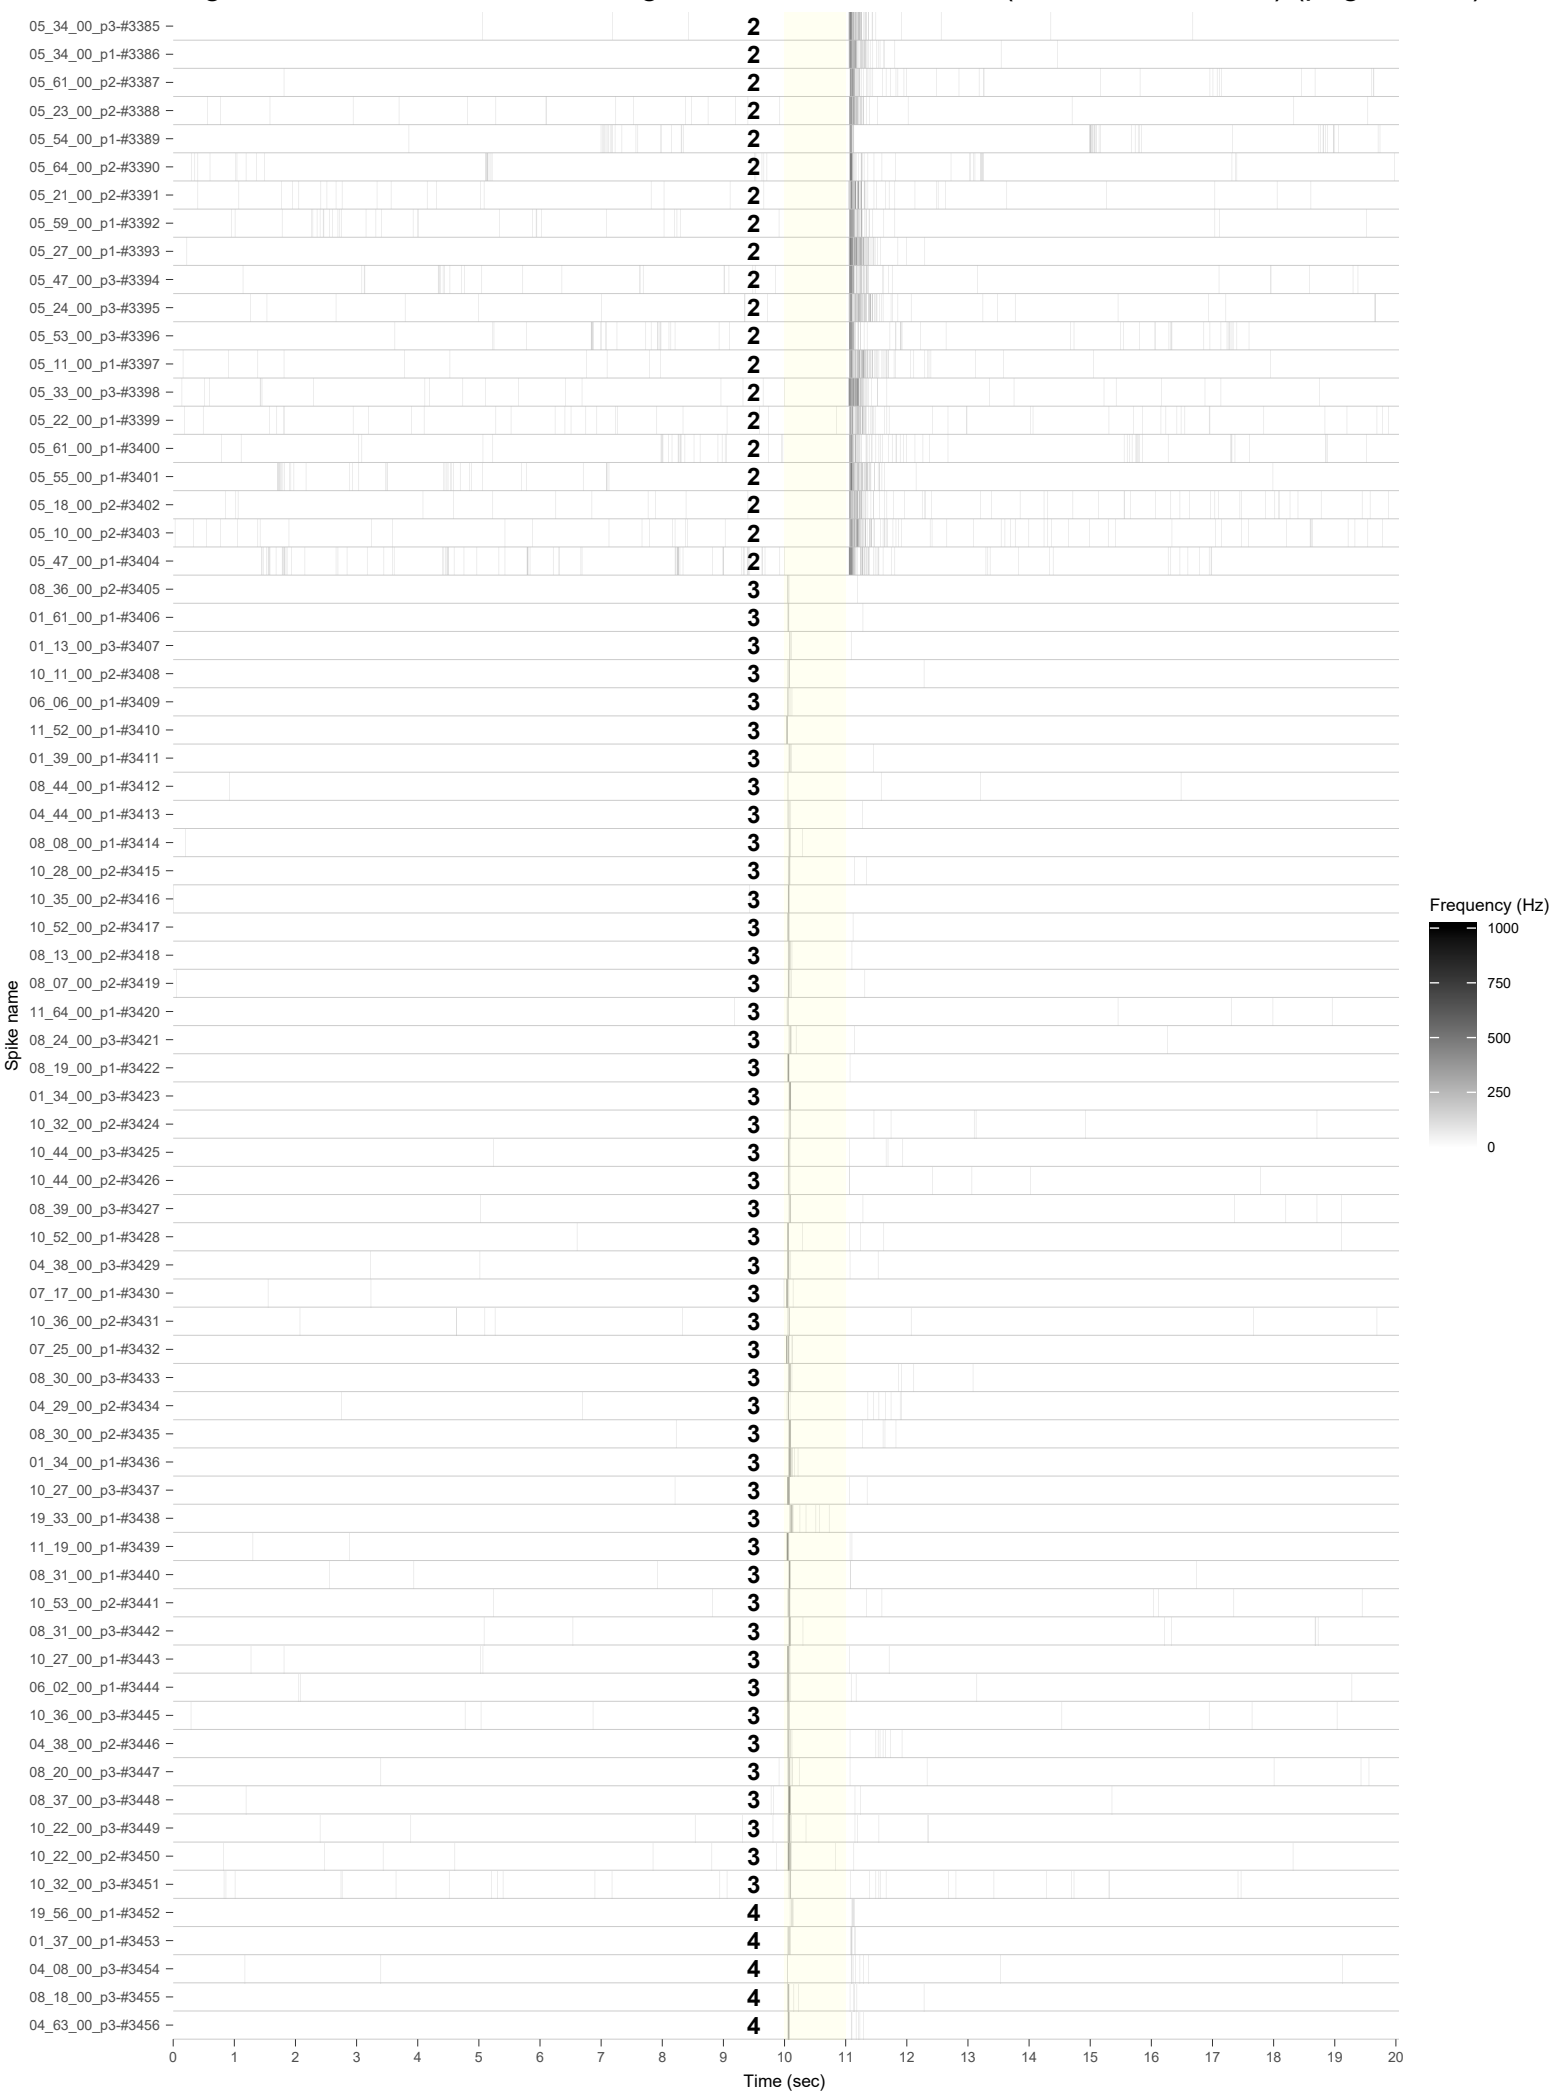 05_34_00_p3-#3385 2
05_34_00_p1-#3386 2
05_61_00_p2-#3387 2
05_23_00_p2-#3388 2
05_54_00_p1-#3389 2
05_64_00_p2-#3390 2
05_21_00_p2-#3391 2
05_59_00_p1-#3392 2
05_27_00_p1-#3393 2
05_47_00_p3-#3394 2
05_24_00_p3-#3395 2
05_53_00_p3-#3396 2
05_11_00_p1-#3397 2
05_33_00_p3-#3398 2
05_22_00_p1-#3399 2
05_61_00_p1-#3400 2
05_55_00_p1-#3401 2
05_18_00_p2-#3402 2
05_10_00_p2-#3403 2
05_47_00_p1-#3404 2
08_36_00_p2-#3405 3
01_61_00_p1-#3406 3
01_13_00_p3-#3407 3
10_11_00_p2-#3408 3
06_06_00_p1-#3409 3
11_52_00_p1-#3410 3
01_39_00_p1-#3411 3
08_44_00_p1-#3412 3
04_44_00_p1-#3413 3
08_08_00_p1-#3414 3
10_28_00_p2-#3415 3
10_35_00_p2-#3416 3
10_52_00_p2-#3417 3
08_13_00_p2-#3418 3
08_07_00_p2-#3419 3
11_64_00_p1-#3420 3
08_24_00_p3-#3421 3
08_19_00_p1-#3422 3
01_34_00_p3-#3423 3
10_32_00_p2-#3424 3
10_44_00_p3-#3425 3
10_44_00_p2-#3426 3
08_39_00_p3-#3427 3
10_52_00_p1-#3428 3
04_38_00_p3-#3429 3
07_17_00_p1-#3430 3
10_36_00_p2-#3431 3
07_25_00_p1-#3432 3
08_30_00_p3-#3433 3
04_29_00_p2-#3434 3
08_30_00_p2-#3435 3
01_34_00_p1-#3436 3
10_27_00_p3-#3437 3
19_33_00_p1-#3438 3
11_19_00_p1-#3439 3
08_31_00_p1-#3440 3
10_53_00_p2-#3441 3
08_31_00_p3-#3442 3
10_27_00_p1-#3443 3
06_02_00_p1-#3444 3
10_36_00_p3-#3445 3
04_38_00_p2-#3446 3
08_20_00_p3-#3447 3
08_37_00_p3-#3448 3
10_22_00_p3-#3449 3
10_22_00_p2-#3450 3
10_32_00_p3-#3451 3
19_56_00_p1-#3452 4
01_37_00_p1-#3453 4
04_08_00_p3-#3454 4
08_18_00_p3-#3455 4
04_63_00_p3-#3456 4
0 1 2 3 4 5 6 7 8 9 10 11 12 13 14 15 16 17 18 19 20
Time (sec)
Spike name
Frequency (Hz)
1000
750
500
250
0